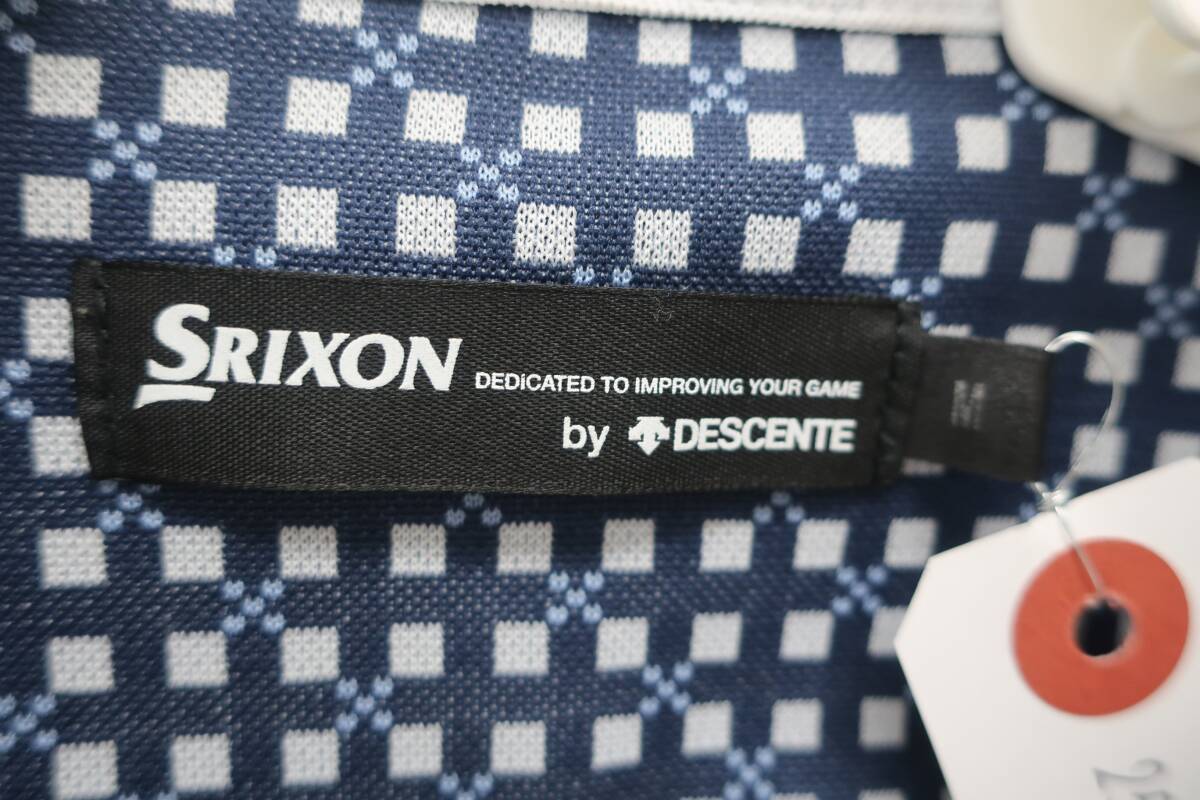 SRIXON DEDICATED TO IMPROVING YOUR GAME
by DESCENTE